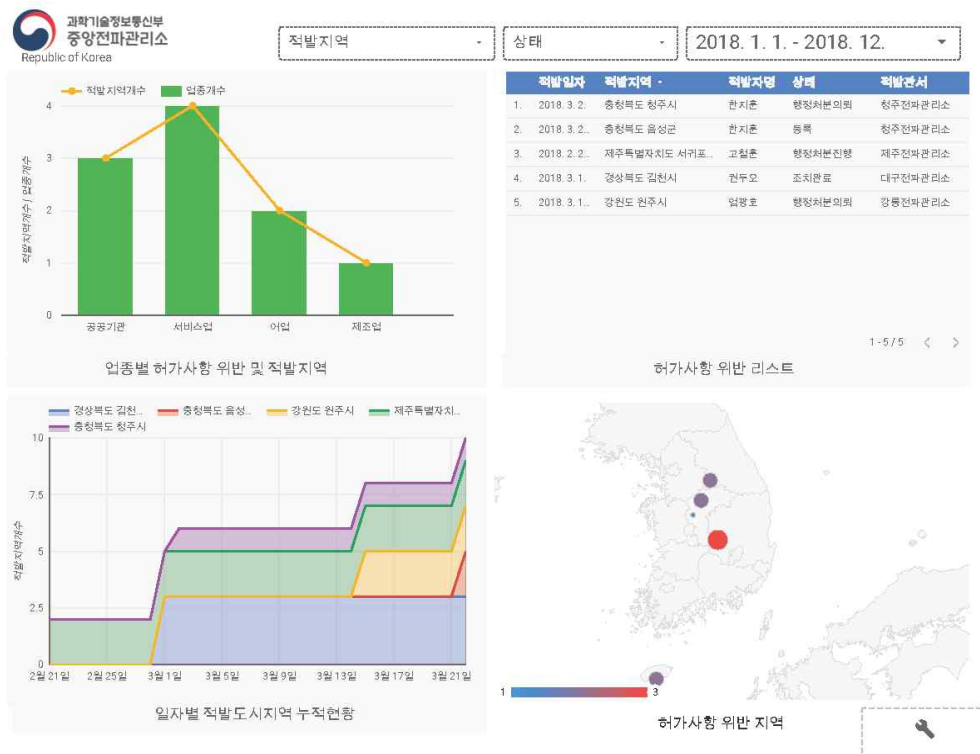 과학기술정보통신부
중앙전파관리소
Republic of Korea
적발지역
상태
2018. 1. 1. - 2018. 12.
적발지역개수 업종개수
적발지역개수 | 업종개수
4
3
2
1
0
공공기관 서비스업 어업 제조업
업종별 허가사항 위반 및 적발지역
적발일자 적발지역 적발자명 상태 적발관서
1. 2018. 3. 2. 충청북도 청주시 한지훈 행정처분의뢰 청주전파관리소
2. 2018. 3. 2... 충청북도 음성군 한지훈 등록 청주전파관리소
3. 2018. 2. 2... 제주특별자치도 서귀포... 고철훈 행정처분진행 제주전파관리소
4. 2018. 3. 1. 경상북도 김천시 권두오 조치완료 대구전파관리소
5. 2018. 3. 1... 강원도 원주시 엄광호 행정처분의뢰 강릉전파관리소
1 - 5 / 5
허가사항 위반 리스트
경상북도 김천... 충청북도 음성... 강원도 원주시 제주특별자치...
충청북도 청주시
적발지역개수
10
7.5
5
2.5
0
2월 21일 2월 25일 3월 1일 3월 5일 3월 9일 3월 13일 3월 17일 3월 21일
일자별 적발도시지역 누적현황
1 3
허가사항 위반 지역